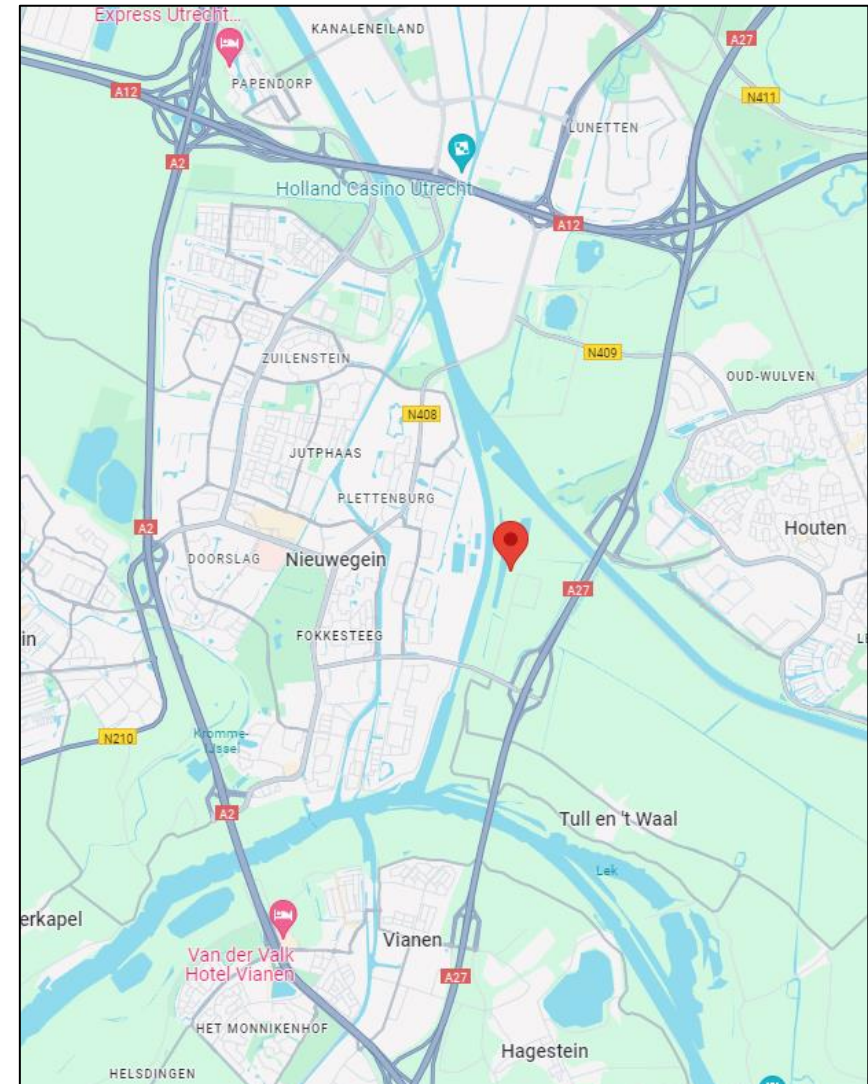 Express Utrecht...
KANALENEILAND
A27
PAPENDORP
A12
N411
LUNETTEN
A2
Holland Casino Utrecht
A12
ZUILENSTEIN
N409
OUD-WULVEN
N408
JUTPHAAS
PLETTENBURG
A2
Houten
DOORSLAG
Nieuwegein
A27
in
FOKKESTEEG
LE
Kromme-
IJssel
N210
A2
Tull en 't Waal
Lek
erkapel
Van der Valk
Hotel Vianen
Vianen
A27
HET MONNIKENHOF
Hagestein
HELSDINGEN